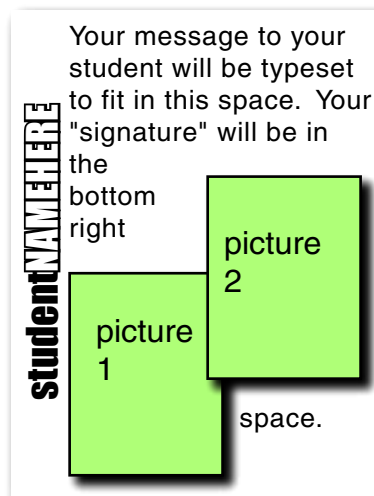 Your message to your
student will be typeset
to fit in this space.  Your
"signature" will be in
the
bottom
right
space.
picture
2
picture
1
studentNAMEHERE